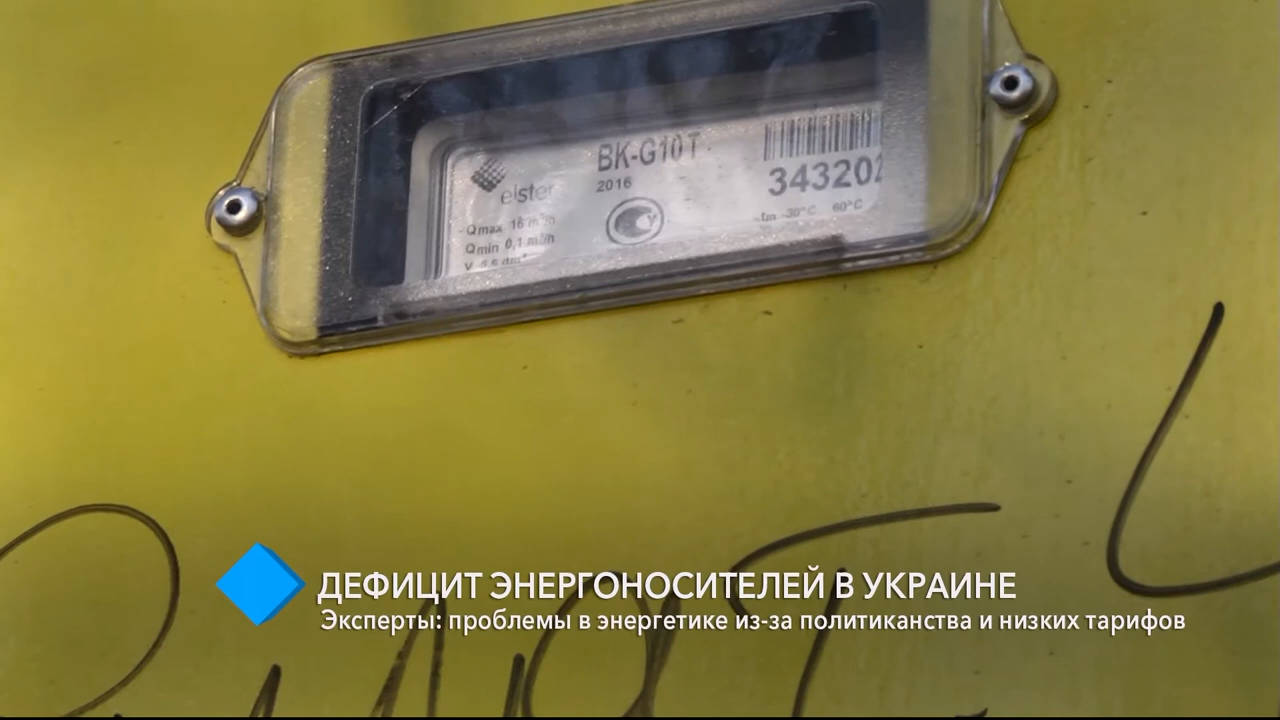 BK-G10T
2016
elster
Qmax 16 m³/h
Qmin 0,1 m³/h
343202
-30°C 60°C
ДЕФИЦИТ ЭНЕРГОНОСИТЕЛЕЙ В УКРАИНЕ
Эксперты: проблемы в энергетике из-за политиканства и низких тарифов